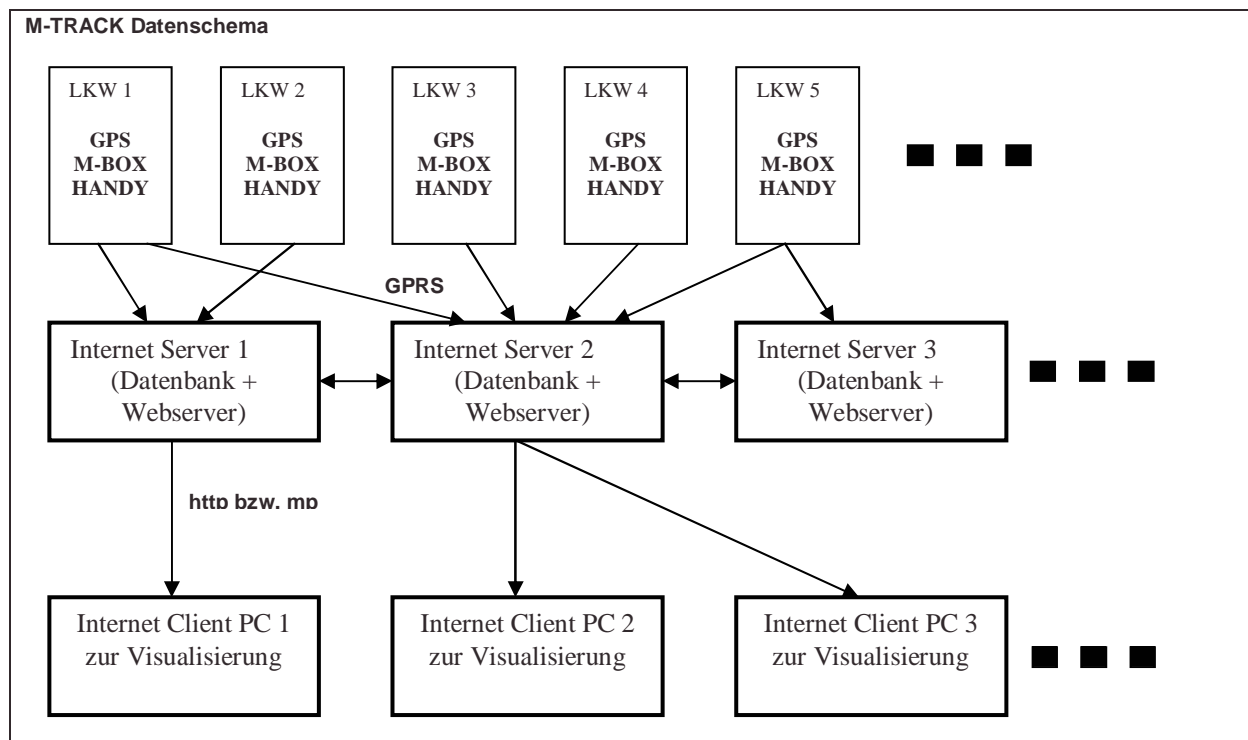 M-TRACK Datenschema
LKW 1
GPS
M-BOX
HANDY
LKW 2
GPS
M-BOX
HANDY
LKW 3
GPS
M-BOX
HANDY
LKW 4
GPS
M-BOX
HANDY
LKW 5
GPS
M-BOX
HANDY
GPRS
Internet Server 1
(Datenbank +
Webserver)
Internet Server 2
(Datenbank +
Webserver)
Internet Server 3
(Datenbank +
Webserver)
http bzw. mp
Internet Client PC 1
zur Visualisierung
Internet Client PC 2
zur Visualisierung
Internet Client PC 3
zur Visualisierung